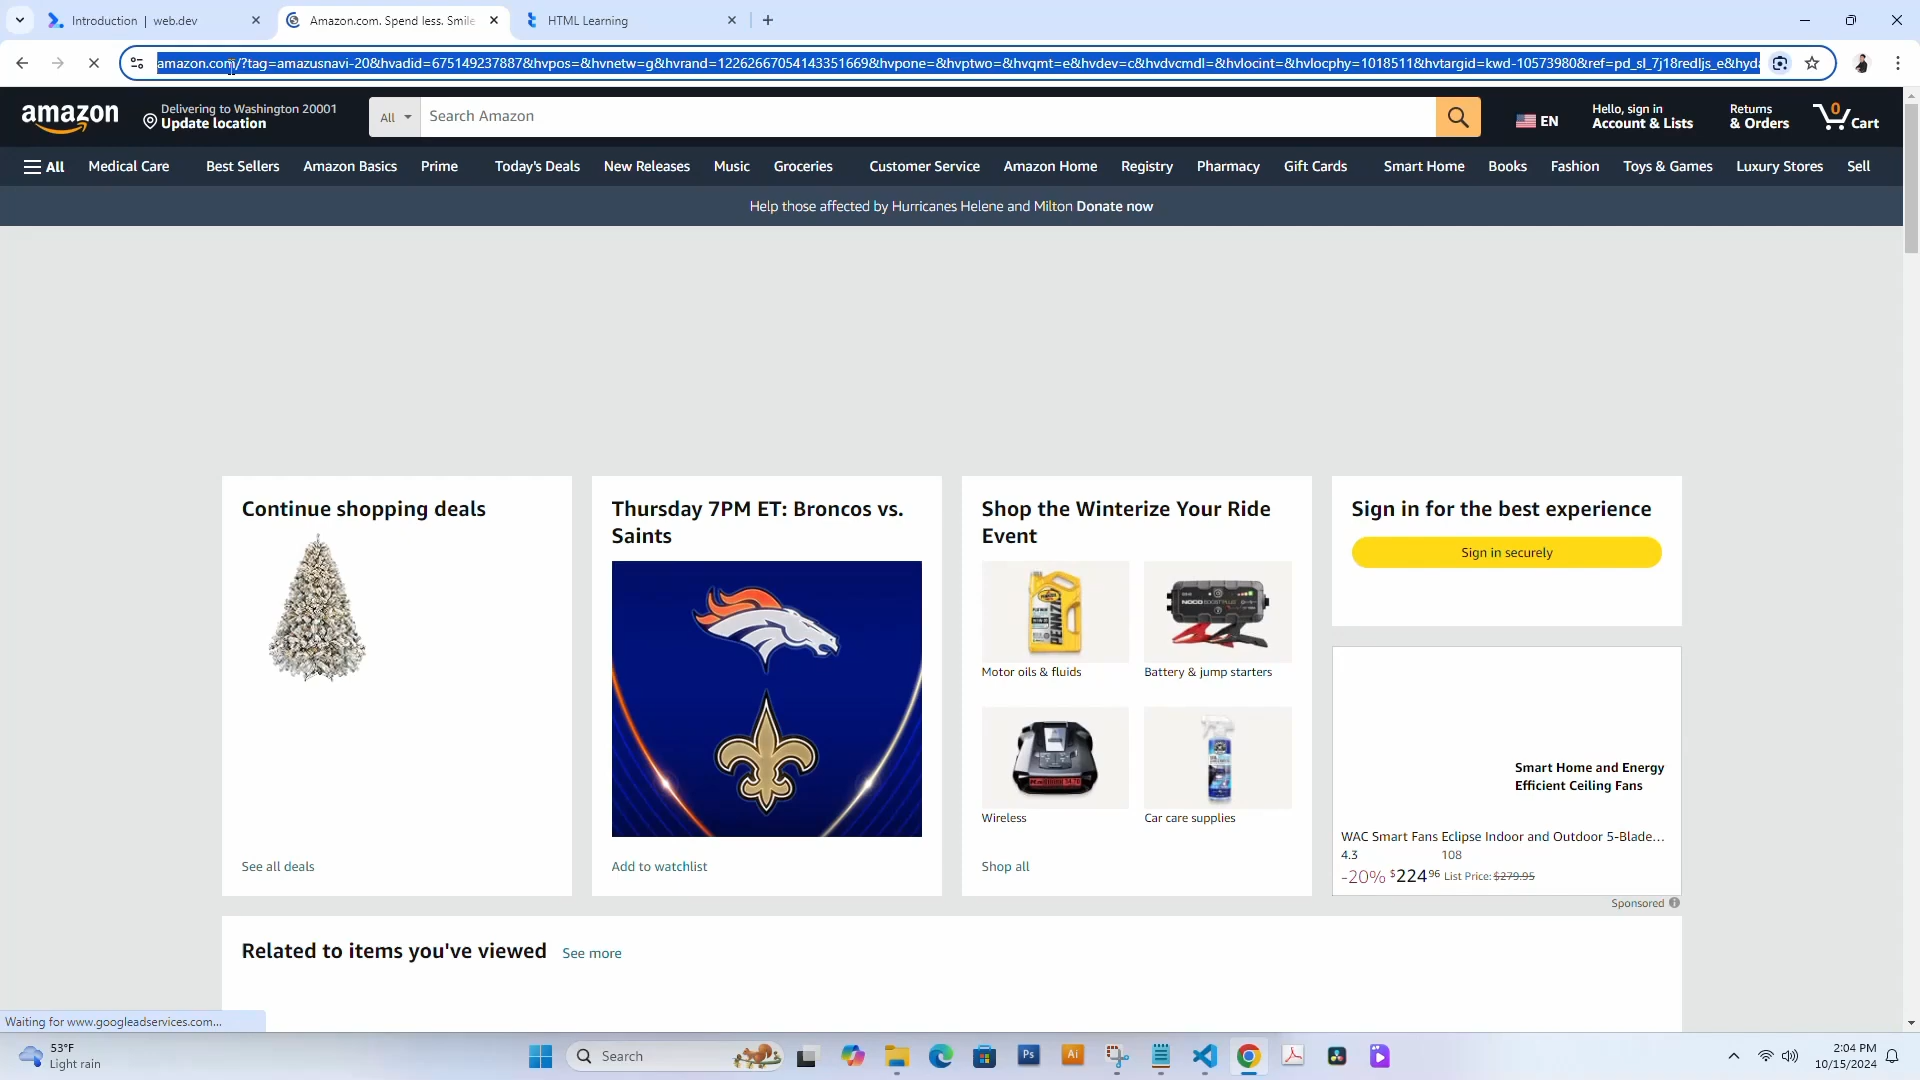 Introduction | web.dev
Amazon.com. Spend less. Smile
HTML Learning
amazon.com/?tag=amazusnavi-20&hvadid=675149237887&hvpos=&hvnetw=g&hvrand=12262667054143351669&hvpone=&hvptwo=&hvqmt=e&hvdev=c&hvdvcmdl=&hvlocint=&hvlocphy=1018511&hvtargid=kwd-10573980&ref=pd_sl_7j18redljs_e&hyda
amazon
Delivering to Washington 20001
Update location
All
Search Amazon
EN
Hello, sign in
Account & Lists
Returns
& Orders
0
Cart
All
Medical Care
Best Sellers
Amazon Basics
Prime
Today's Deals
New Releases
Music
Groceries
Customer Service
Amazon Home
Registry
Pharmacy
Gift Cards
Smart Home
Books
Fashion
Toys & Games
Luxury Stores
Sell
Help those affected by Hurricanes Helene and Milton Donate now
Continue shopping deals
See all deals
Thursday 7PM ET: Broncos vs.
Saints
Add to watchlist
Shop the Winterize Your Ride
Event
PENNZOIL
NOCO BOOST PLUS
Motor oils & fluids
Battery & jump starters
Wireless
Car care supplies
Shop all
Sign in for the best experience
Sign in securely
Smart Home and Energy
Efficient Ceiling Fans
WAC Smart Fans Eclipse Indoor and Outdoor 5-Blade...
4.3 108
-20% $224.96 List Price: $279.95
Sponsored
Related to items you've viewed See more
Waiting for www.googleadservices.com...
53°F
Light rain
Search
Ps
Ai
2:04 PM
10/15/2024